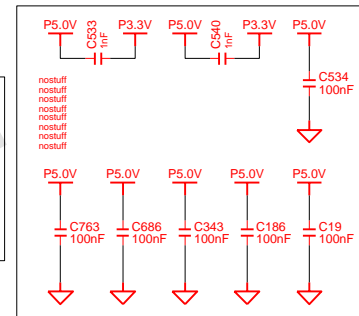 P5.0V P3.3V P5.0V P3.3V P5.0V
C533
1nF
C540
1nF
C534
100nF
nostuff
nostuff
nostuff
nostuff
nostuff
nostuff
nostuff
nostuff
P5.0V P5.0V P5.0V P5.0V P5.0V
C763 C686 C343 C186 C19
100nF 100nF 100nF 100nF 100nF